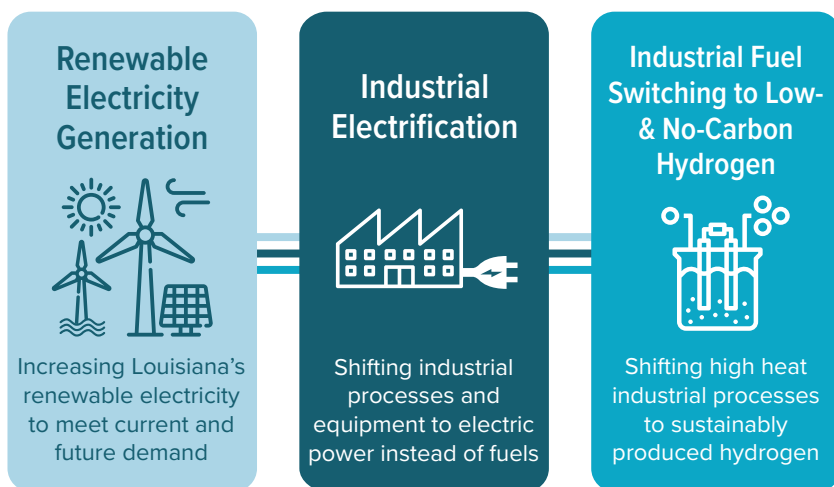 Renewable
Electricity
Generation
Increasing Louisiana's
renewable electricity
to meet current and
future demand
Industrial
Electrification
Shifting industrial
processes and
equipment to electric
power instead of fuels
Industrial Fuel
Switching to Low-
& No-Carbon
Hydrogen
Shifting high heat
industrial processes
to sustainably
produced hydrogen